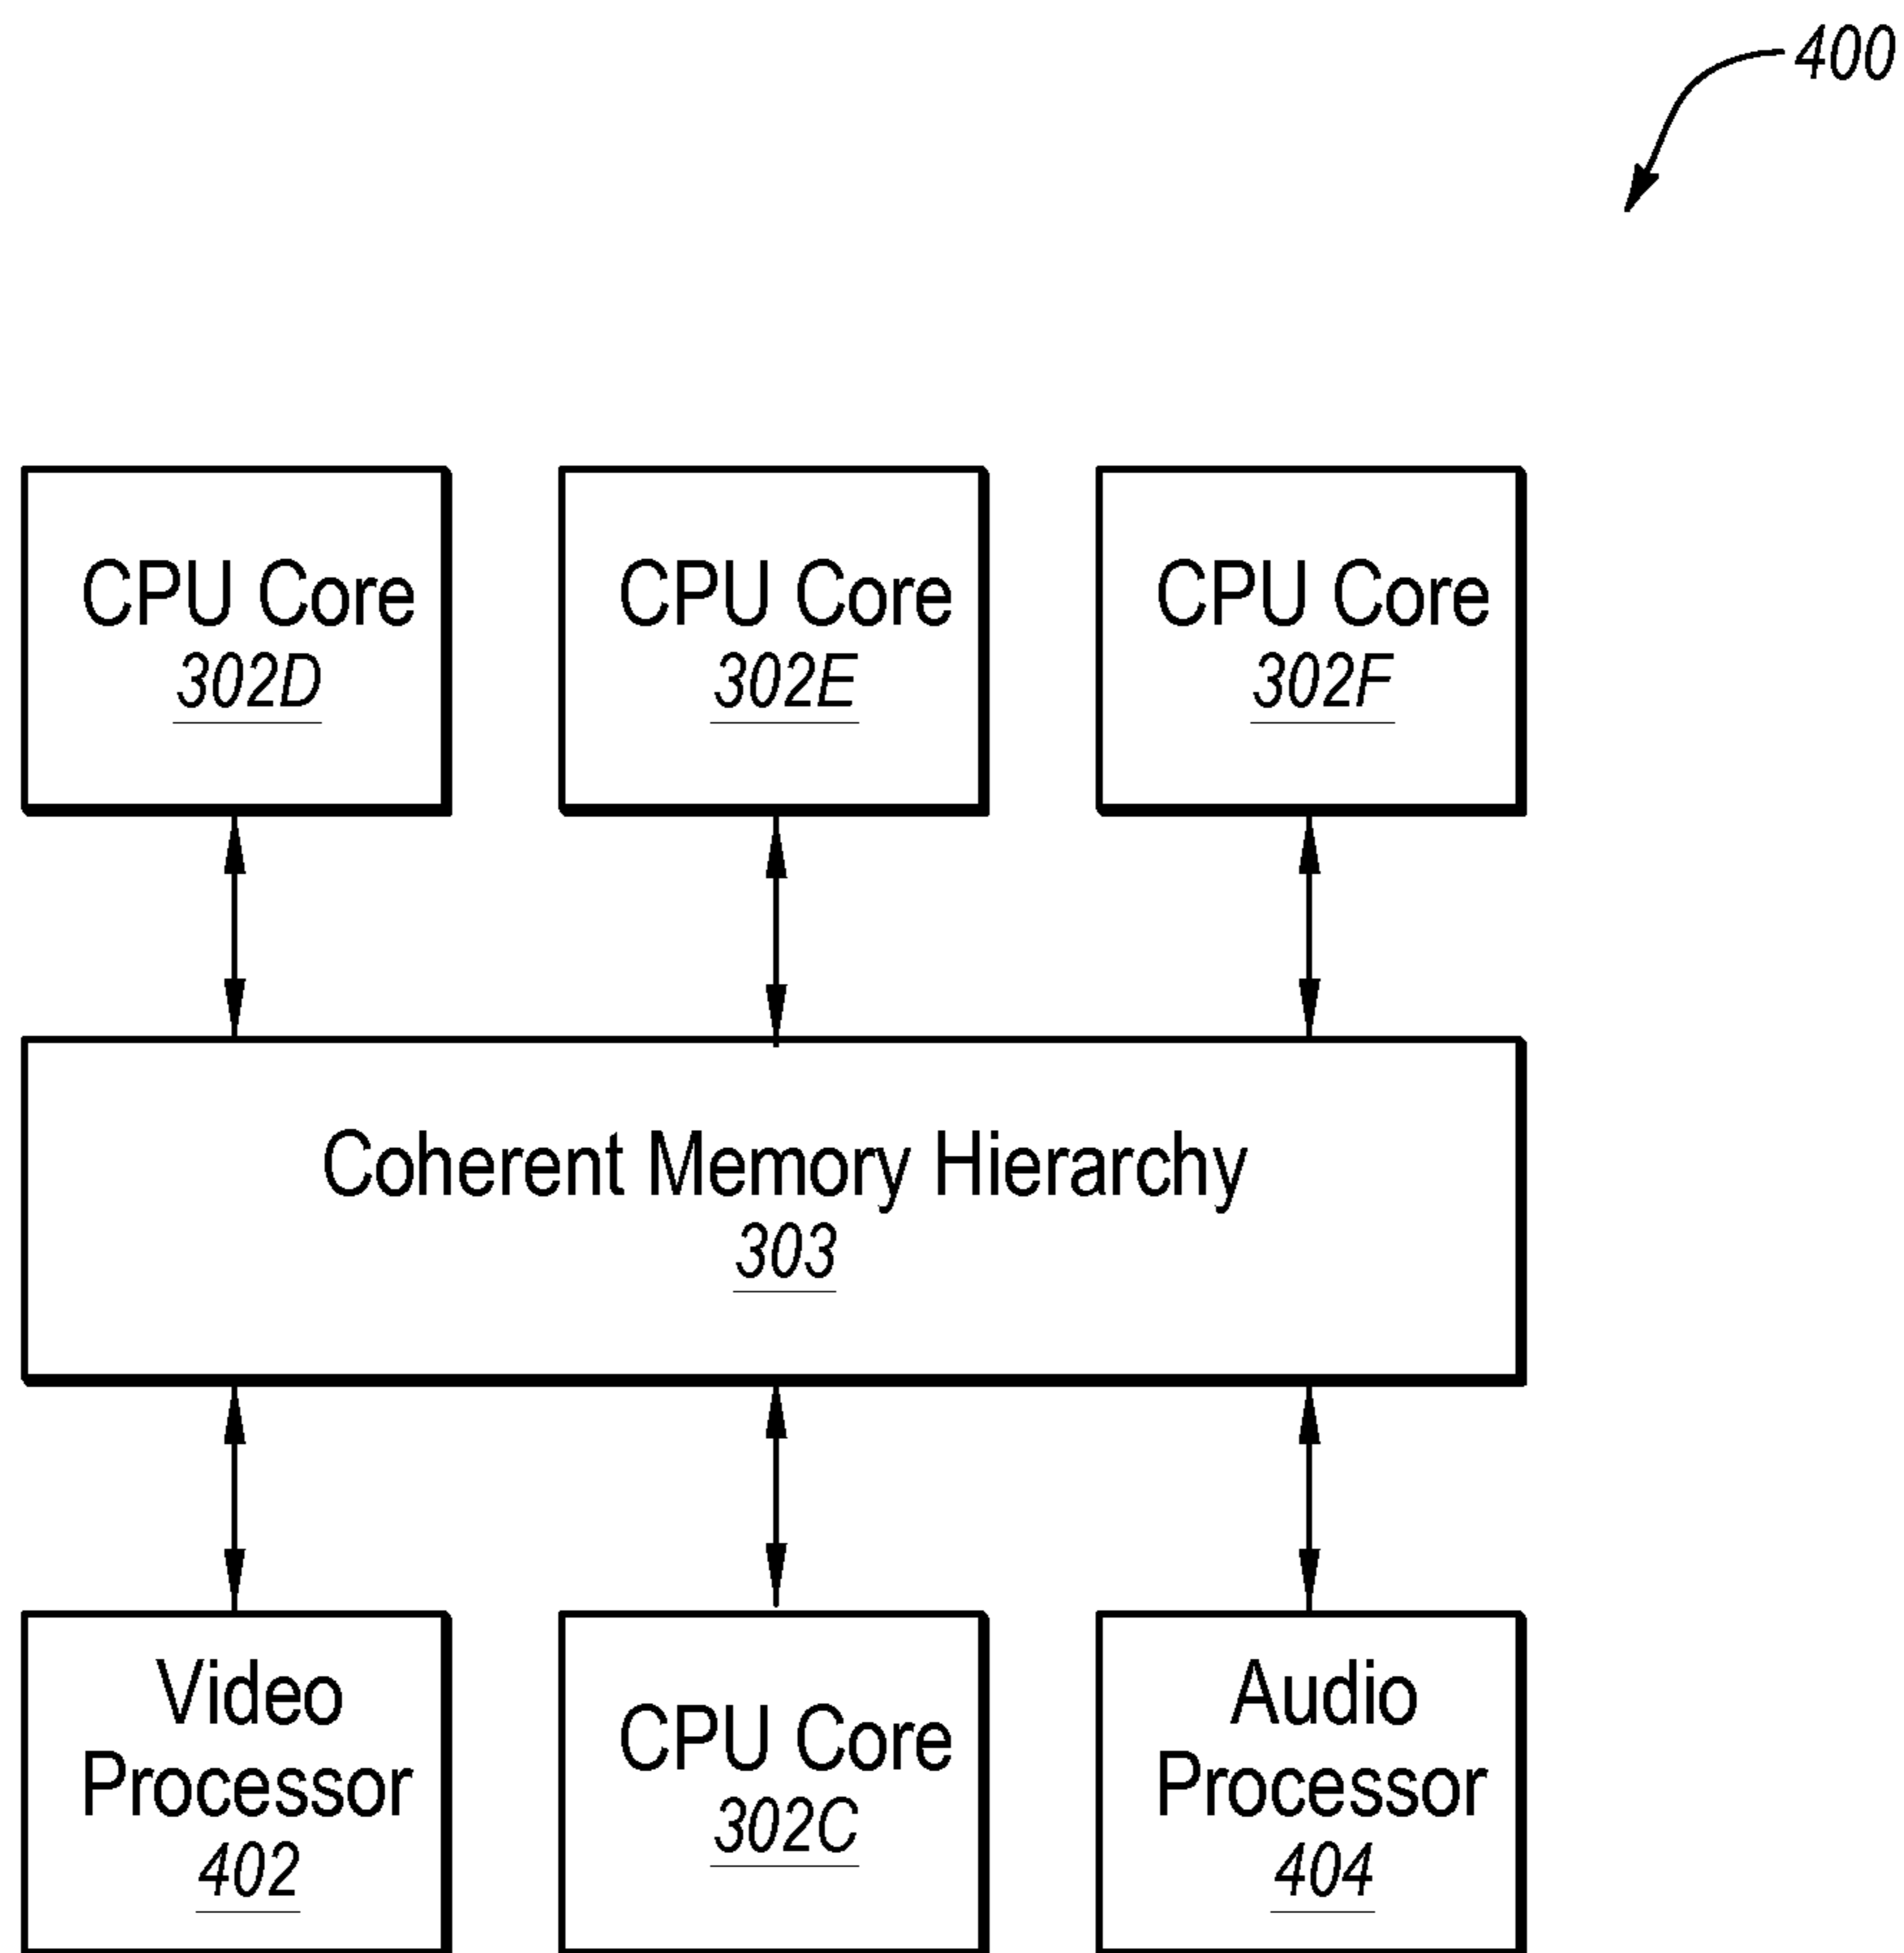 400
CPU Core
302D
CPU Core
302E
CPU Core
302F
Coherent Memory Hierarchy
303
Video
Processor
402
CPU Core
302C
Audio
Processor
404